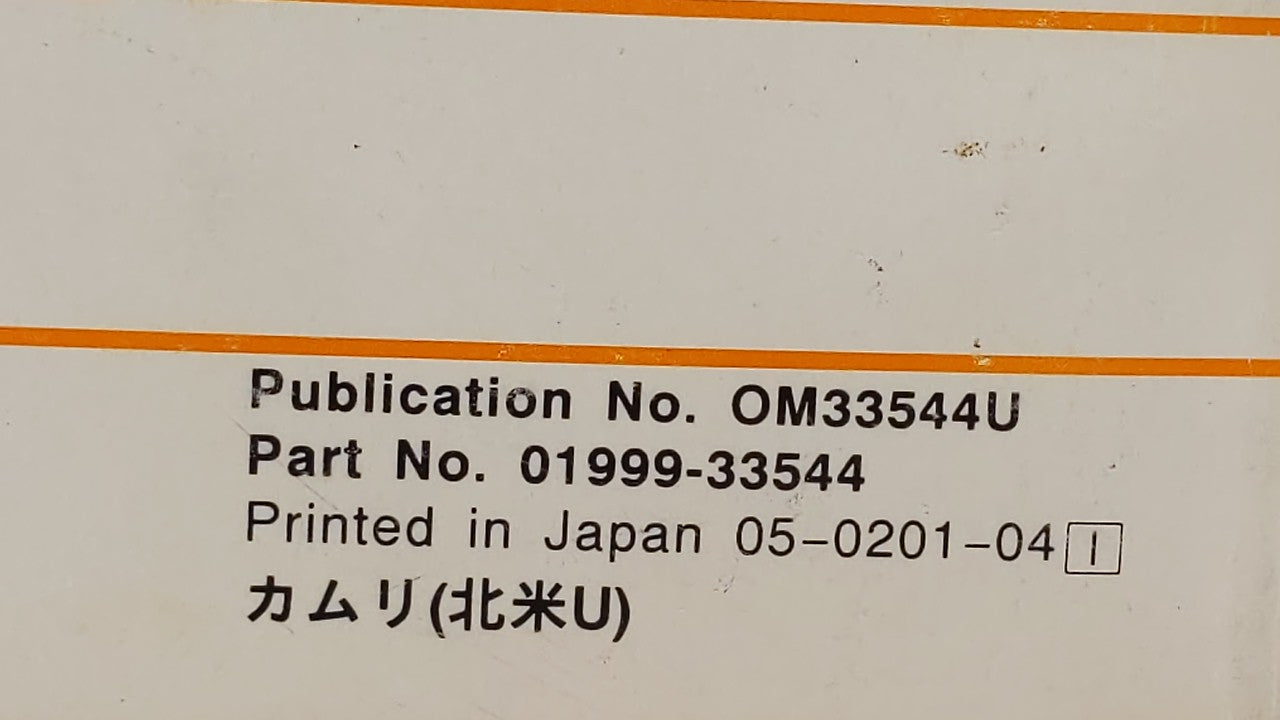 Publication No. OM33544U
Part No. 01999-33544
Printed in Japan 05-0201-04 I
カムリ(北米U)